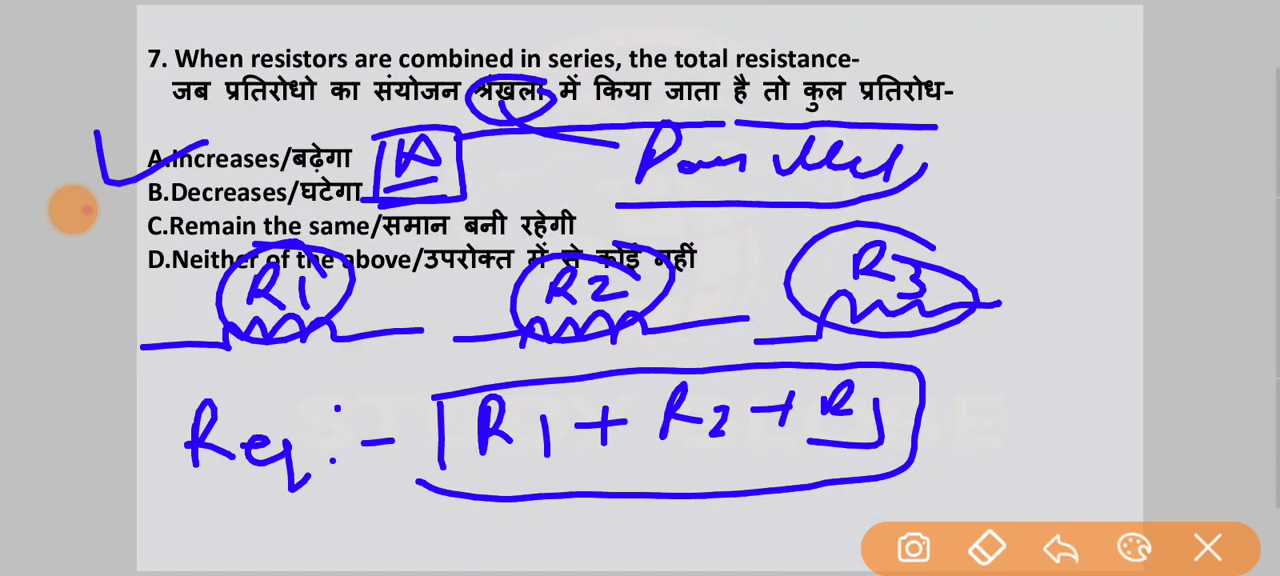 7. When resistors are combined in series, the total resistance-
जब प्रतिरोधो का संयोजन श्रंखला में किया जाता है तो कुल प्रतिरोध-
A.Increases/बढ़ेगा
Parallel
B.Decreases/घटेगा
C.Remain the same/समान बनी रहेगी
D.Neither of the above/उपरोक्त में से कोई नहीं
R1 R2 R3
Req:- R1 + R2 + R